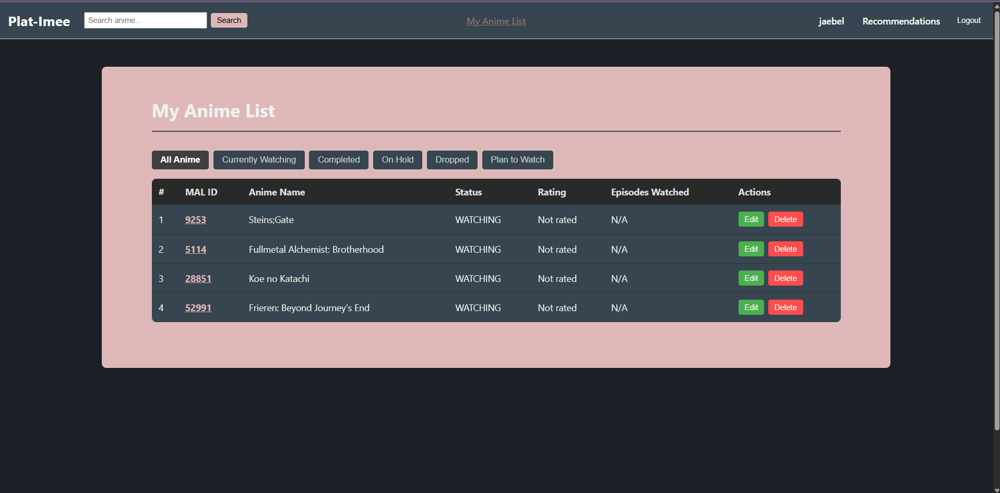 Plat-Imee Search anime... Search My Anime List jaebel Recommendations Logout
My Anime List
All Anime Currently Watching Completed On Hold Dropped Plan to Watch
# MAL ID Anime Name Status Rating Episodes Watched Actions
1 9253 Steins;Gate WATCHING Not rated N/A Edit Delete
2 5114 Fullmetal Alchemist: Brotherhood WATCHING Not rated N/A Edit Delete
3 28851 Koe no Katachi WATCHING Not rated N/A Edit Delete
4 52991 Frieren: Beyond Journey's End WATCHING Not rated N/A Edit Delete